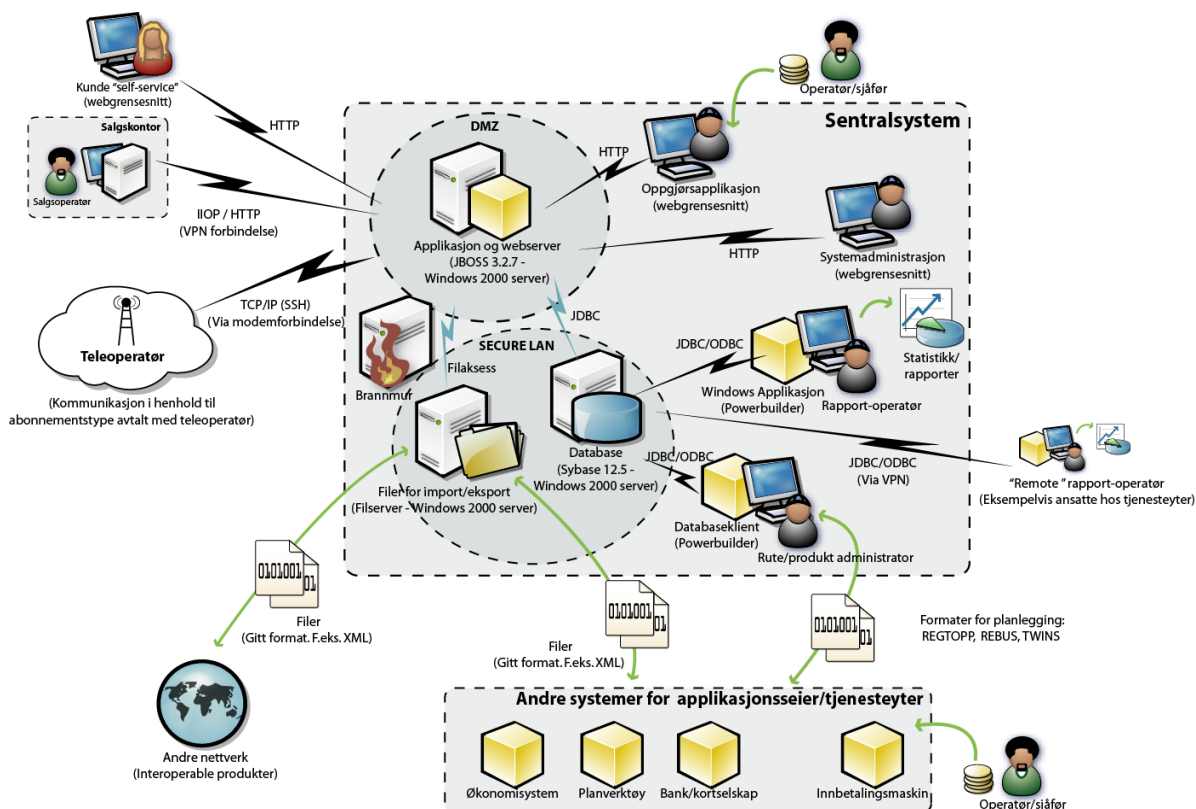 Kunde "self-service"
(webgrensesnitt)
HTTP
Salgskontor
Salgsoperatør
IIOP / HTTP
(VPN forbindelse)
TCP/IP (SSH)
(Via modemforbindelse)
Teleoperatør
(Kommunikasjon i henhold til
abonnementstype avtalt med teleoperatør)
Operatør/sjåfør
Sentralsystem
DMZ
Applikasjon og webserver
(JBOSS 3.2.7 -
Windows 2000 server)
HTTP
Oppgjørsapplikasjon
(webgrensesnitt)
HTTP
Systemadministrasjon
(webgrensesnitt)
Brannmur
Filaksess
JDBC
SECURE LAN
Filer for import/eksport
(Filserver - Windows 2000 server)
Database
(Sybase 12.5 -
Windows 2000 server)
JDBC/ODBC
Windows Applikasjon
(Powerbuilder)
Rapport-operatør
Statistikk/
rapporter
JDBC/ODBC
(Via VPN)
"Remote" rapport-operatør
(Eksempelvis ansatte hos tjenesteyter)
JDBC/ODBC
Databaseklient
(Powerbuilder)
Rute/produkt administrator
0101001
01
Filer
(Gitt format. F.eks. XML)
0101001
01
Filer
(Gitt format. F.eks. XML)
0101001
01
Formater for planlegging:
REGTOPP, REBUS, TWINS
Andre nettverk
(Interoperable produkter)
Andre systemer for applikasjonsseier/tjenesteyter
Økonomisystem
Planverktøy
Bank/kortselskap
Innbetalingsmaskin
Operatør/sjåfør